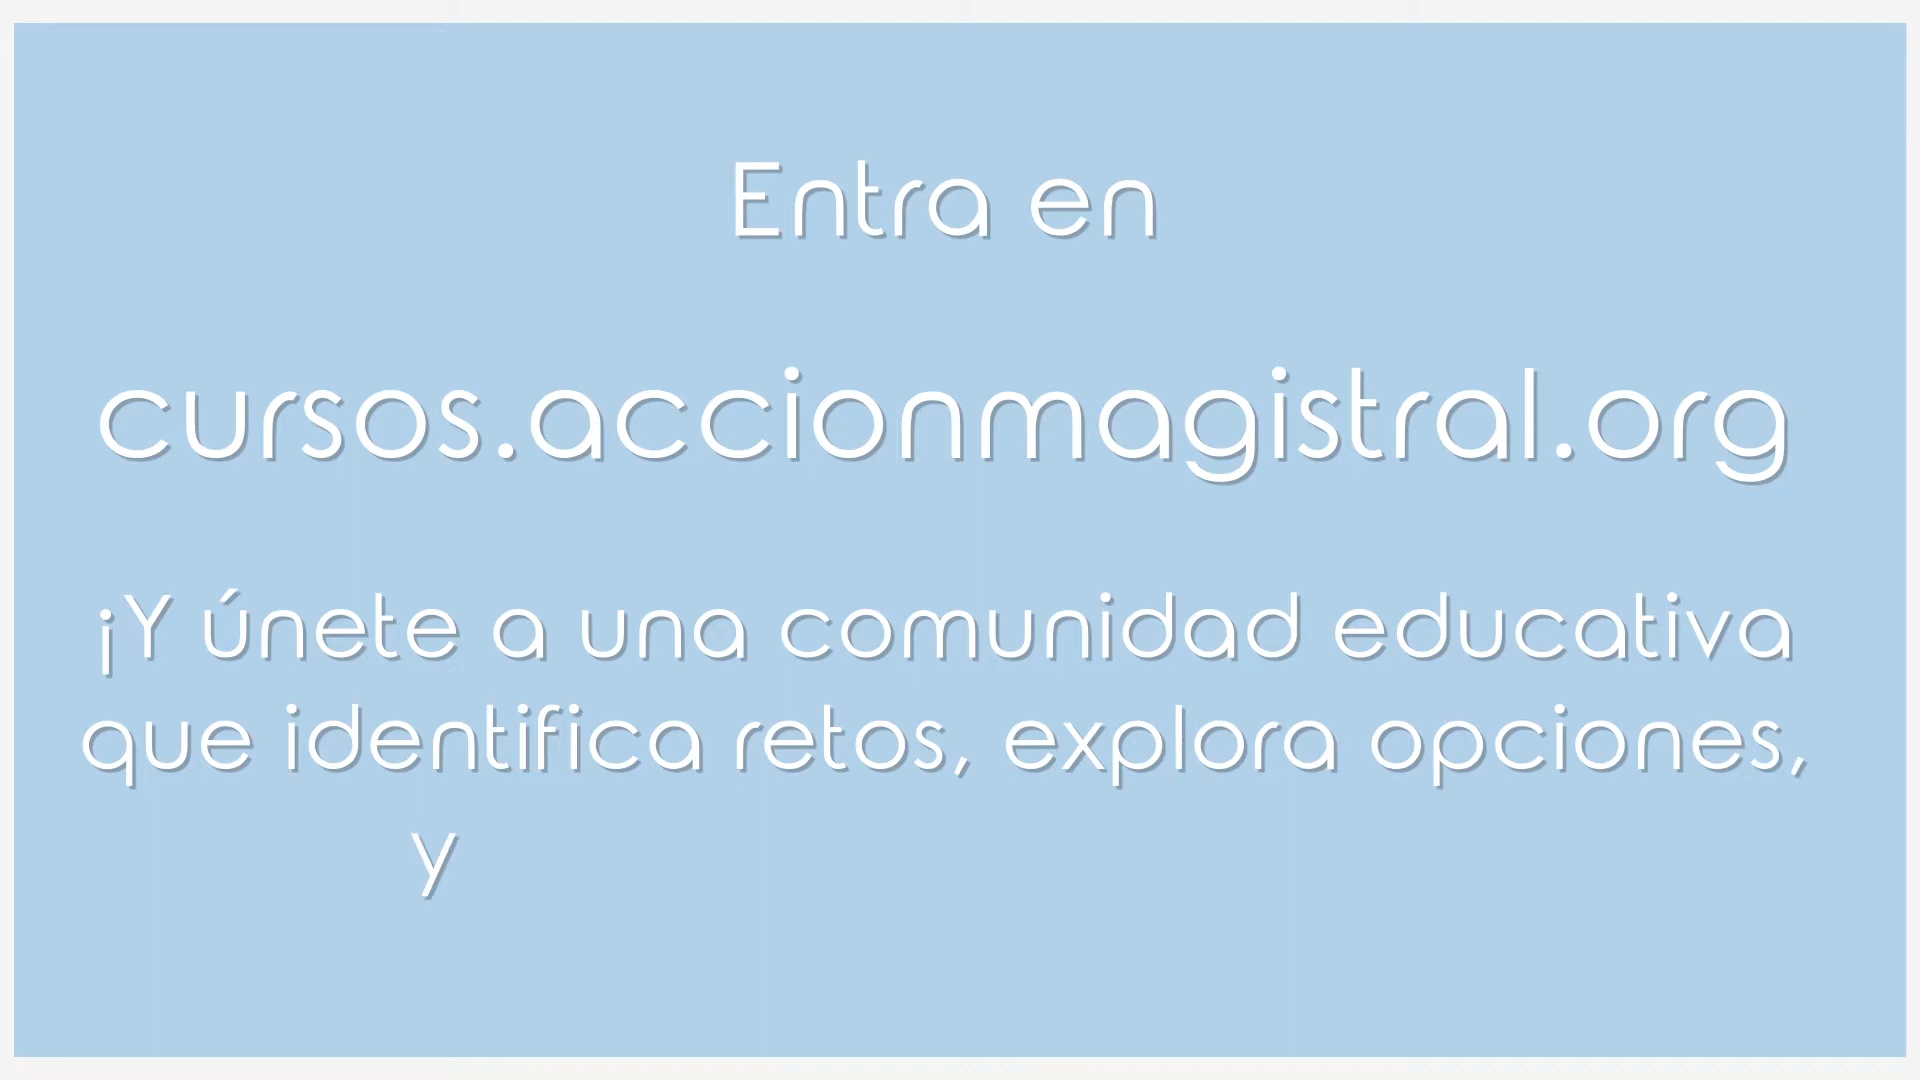 Entra en
cursos.accionmagistral.org
¡Y únete a una comunidad educativa
que identifica retos, explora opciones,
y